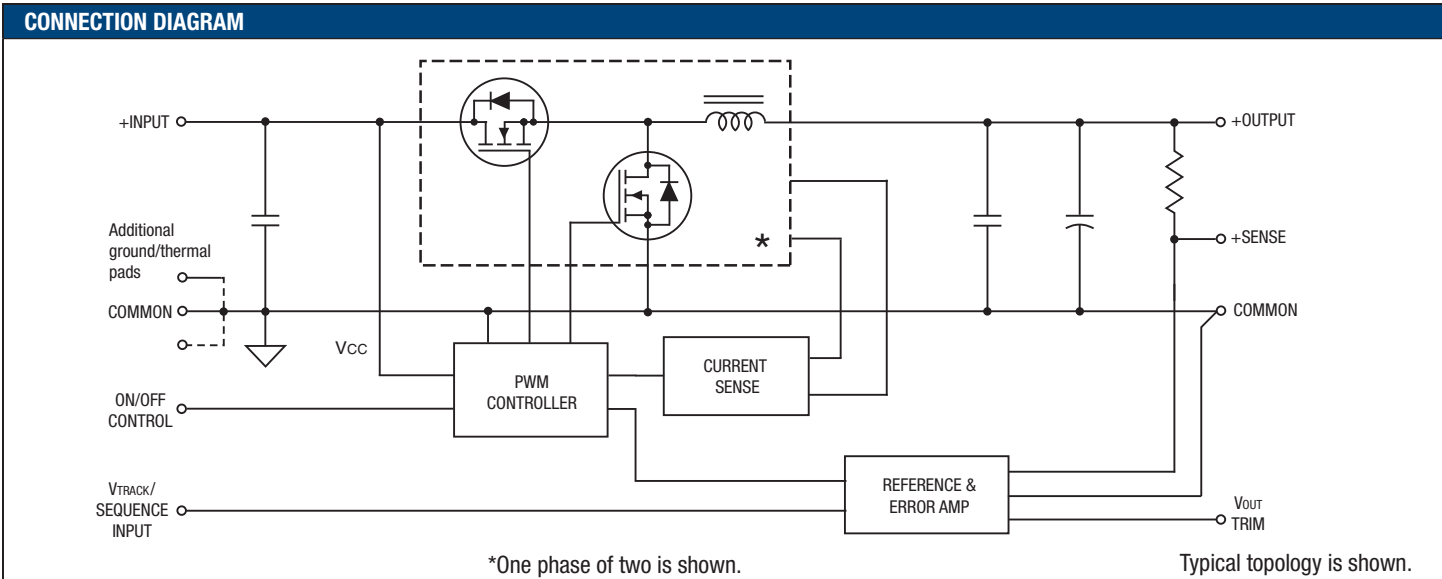 CONNECTION DIAGRAM
+INPUT
+OUTPUT
Additional
ground/thermal
pads
*
+SENSE
COMMON
COMMON
VCC
PWM
CONTROLLER
CURRENT
SENSE
ON/OFF
CONTROL
VTRACK/
SEQUENCE
INPUT
REFERENCE &
ERROR AMP
VOUT
TRIM
*One phase of two is shown.
Typical topology is shown.